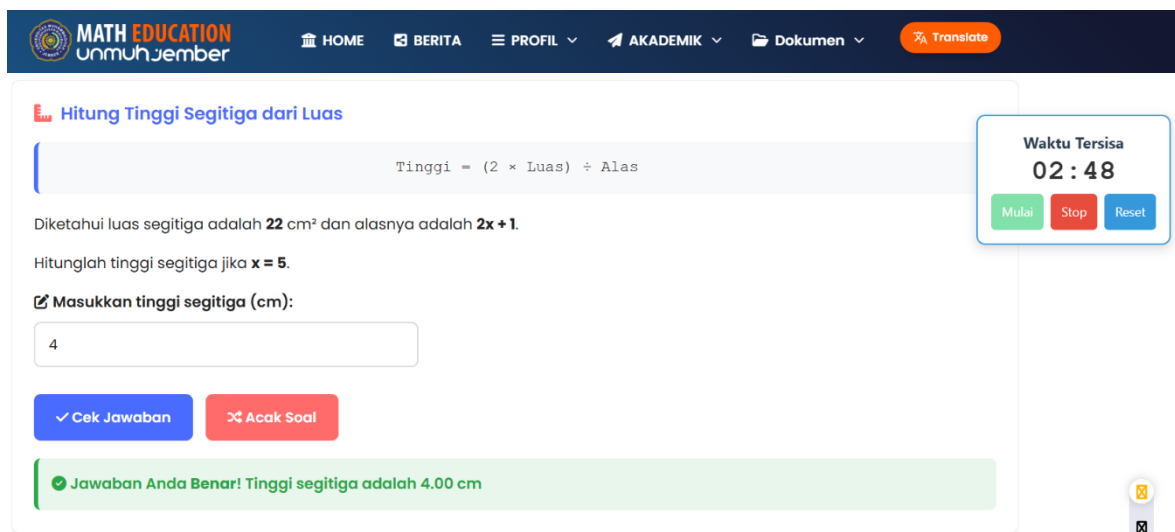 MATH EDUCATION
unmuh jember
HOME
BERITA
PROFIL
AKADEMIK
Dokumen
Translate
Hitung Tinggi Segitiga dari Luas
Tinggi = (2 × Luas) ÷ Alas
Diketahui luas segitiga adalah 22 cm² dan alasnya adalah 2x + 1.
Hitunglah tinggi segitiga jika x = 5.
Masukkan tinggi segitiga (cm):
4
Cek Jawaban
Acak Soal
Jawaban Anda Benar! Tinggi segitiga adalah 4.00 cm
Waktu Tersisa
02:48
Mulai
Stop
Reset